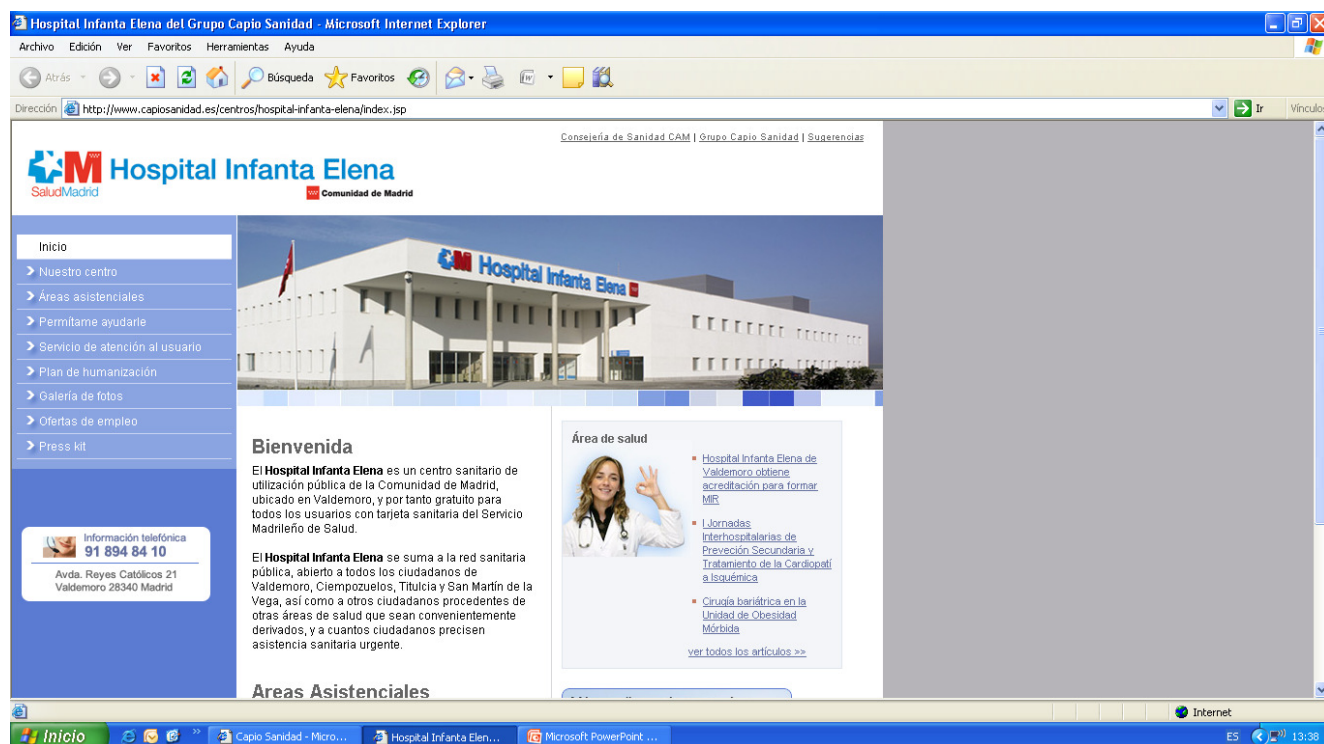 Hospital Infanta Elena del Grupo Capio Sanidad - Microsoft Internet Explorer
Archivo Edición Ver Favoritos Herramientas Ayuda
Atrás Búsqueda Favoritos
Dirección http://www.capiosanidad.es/centros/hospital-infanta-elena/index.jsp Ir Vínculos
Consejería de Sanidad CAM | Grupo Capio Sanidad | Sugerencias
M Hospital Infanta Elena
SaludMadrid
Comunidad de Madrid
Inicio
Nuestro centro
Áreas asistenciales
Permítame ayudarle
Servicio de atención al usuario
Plan de humanización
Galería de fotos
Ofertas de empleo
Press kit
Información telefónica
91 894 84 10
Avda. Reyes Católicos 21
Valdemoro 28340 Madrid
M Hospital Infanta Elena
Bienvenida
El Hospital Infanta Elena es un centro sanitario de
utilización pública de la Comunidad de Madrid,
ubicado en Valdemoro, y por tanto gratuito para
todos los usuarios con tarjeta sanitaria del Servicio
Madrileño de Salud.
El Hospital Infanta Elena se suma a la red sanitaria
pública, abierto a todos los ciudadanos de
Valdemoro, Ciempozuelos, Titulcia y San Martín de la
Vega, así como a otros ciudadanos procedentes de
otras áreas de salud que sean convenientemente
derivados, y a cuantos ciudadanos precisen
asistencia sanitaria urgente.
Areas Asistenciales
Área de salud
Hospital Infanta Elena de
Valdemoro obtiene
acreditación para formar
MIR
I Jornadas
Interhospitalarias de
Preveción Secundaria y
Tratamiento de la Cardiopatí
a Isquémica
Cirugía bariátrica en la
Unidad de Obesidad
Mórbida
ver todos los artículos >>
Internet
Inicio Capio Sanidad - Micro... Hospital Infanta Elen... Microsoft PowerPoint ... ES 13:38